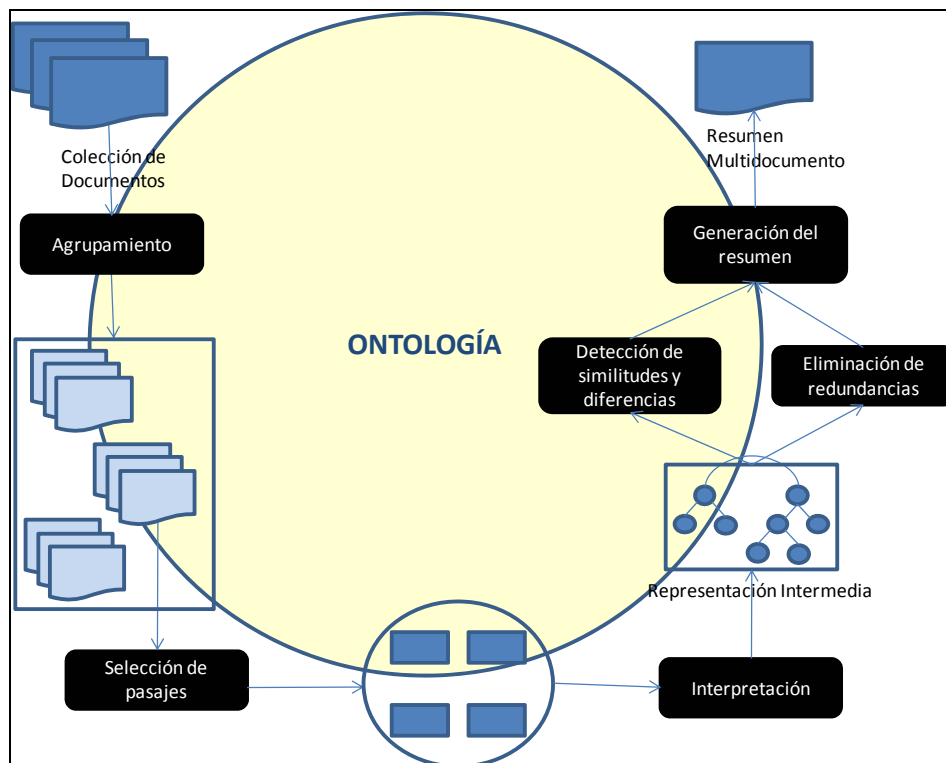 Colección de
Documentos
Agrupamiento
Selección de
pasajes
ONTOLOGÍA
Interpretación
Representación Intermedia
Detección de
similitudes y
diferencias
Eliminación de
redundancias
Generación del
resumen
Resumen
Multidocumento